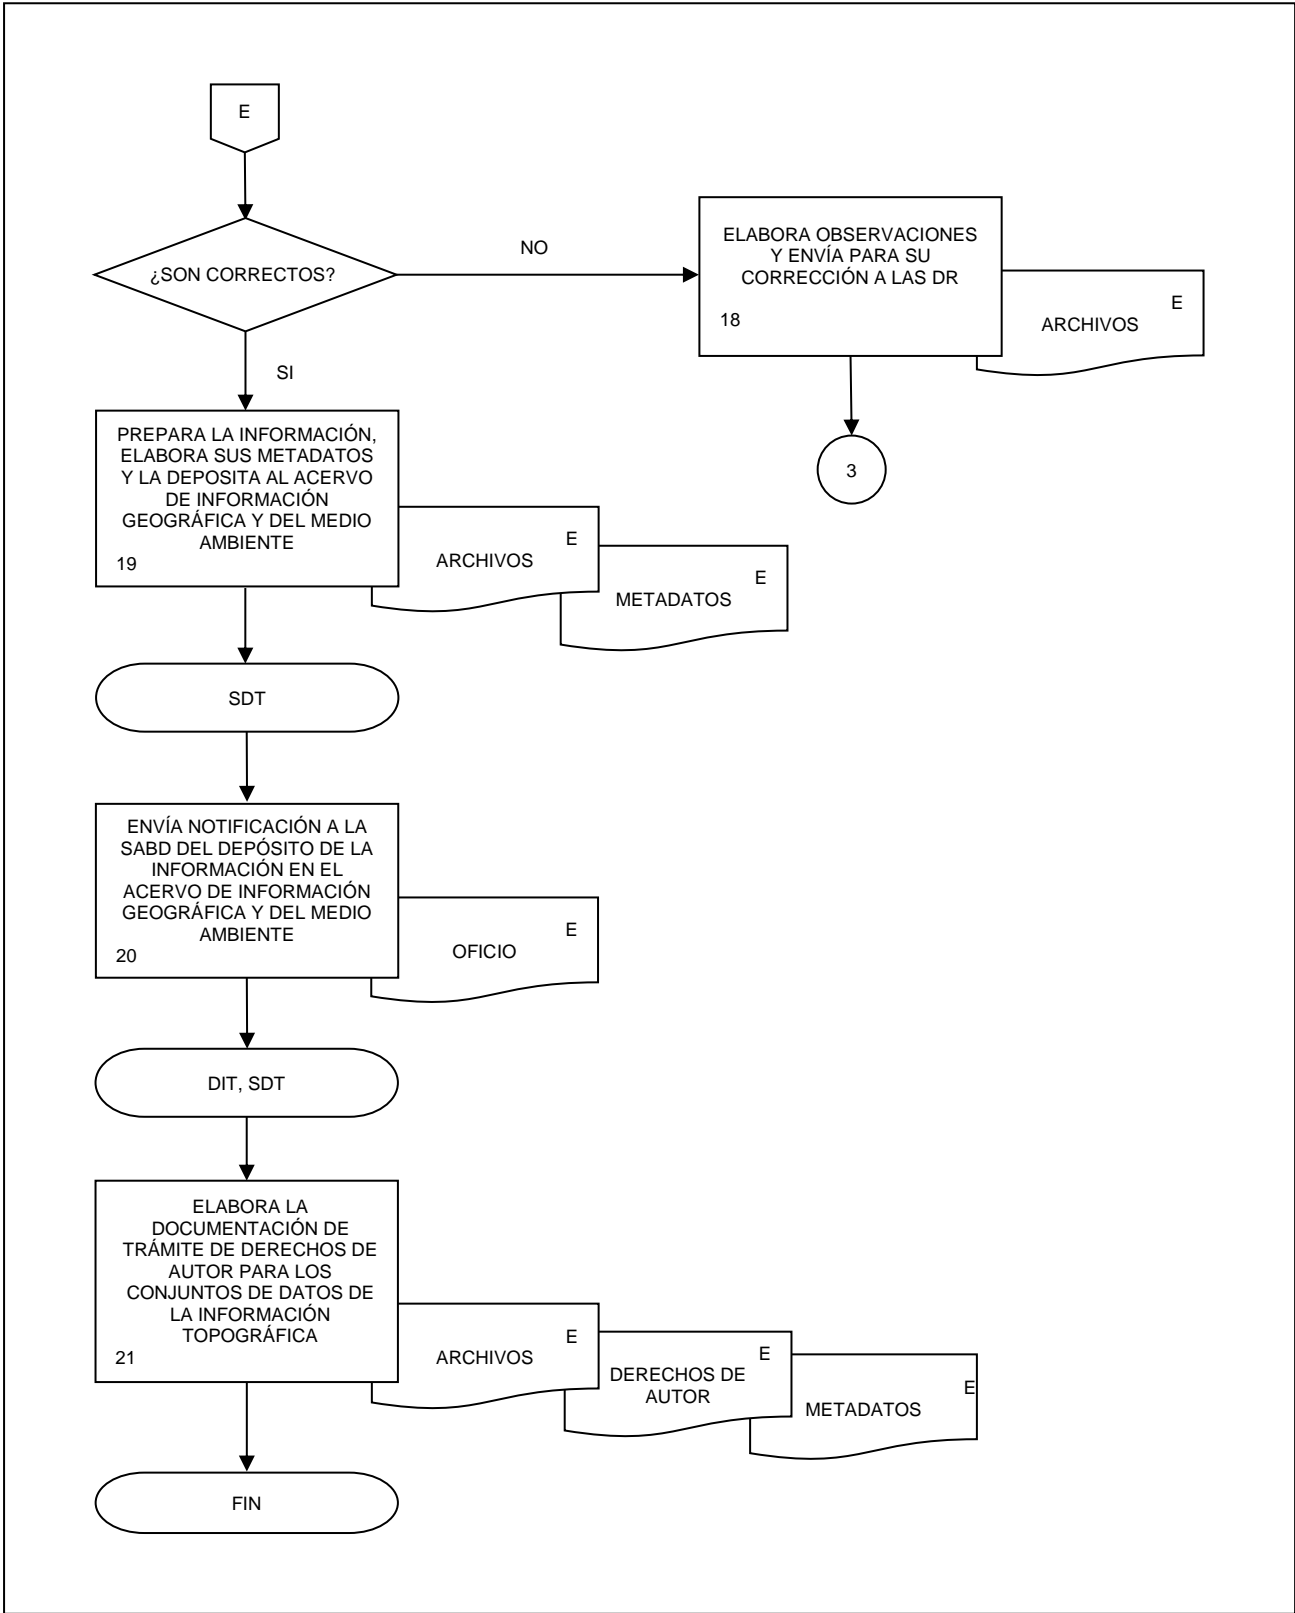 E
¿SON CORRECTOS?
NO
ELABORA OBSERVACIONES
Y ENVÍA PARA SU
CORRECCIÓN A LAS DR
18
E
ARCHIVOS
3
SI
PREPARA LA INFORMACIÓN,
ELABORA SUS METADATOS
Y LA DEPOSITA AL ACERVO
DE INFORMACIÓN
GEOGRÁFICA Y DEL MEDIO
AMBIENTE
19
E
ARCHIVOS
E
METADATOS
SDT
ENVÍA NOTIFICACIÓN A LA
SABD DEL DEPÓSITO DE LA
INFORMACIÓN EN EL
ACERVO DE INFORMACIÓN
GEOGRÁFICA Y DEL MEDIO
AMBIENTE
20
E
OFICIO
DIT, SDT
ELABORA LA
DOCUMENTACIÓN DE
TRÁMITE DE DERECHOS DE
AUTOR PARA LOS
CONJUNTOS DE DATOS DE
LA INFORMACIÓN
TOPOGRÁFICA
21
E
ARCHIVOS
E
DERECHOS DE
AUTOR
E
METADATOS
FIN